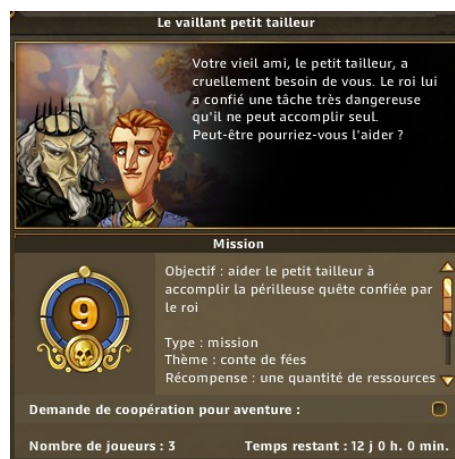 Le vaillant petit tailleur
Votre vieil ami, le petit tailleur, a
cruellement besoin de vous. Le roi lui
a confié une tâche très dangereuse
qu'il ne peut accomplir seul.
Peut-être pourriez-vous l'aider ?
Mission
9
Objectif : aider le petit tailleur à
accomplir la périlleuse quête confiée par
le roi
Type : mission
Thème : conte de fées
Récompense : une quantité de ressources
Demande de coopération pour aventure :
Nombre de joueurs : 3 Temps restant : 12 j 0 h. 0 min.